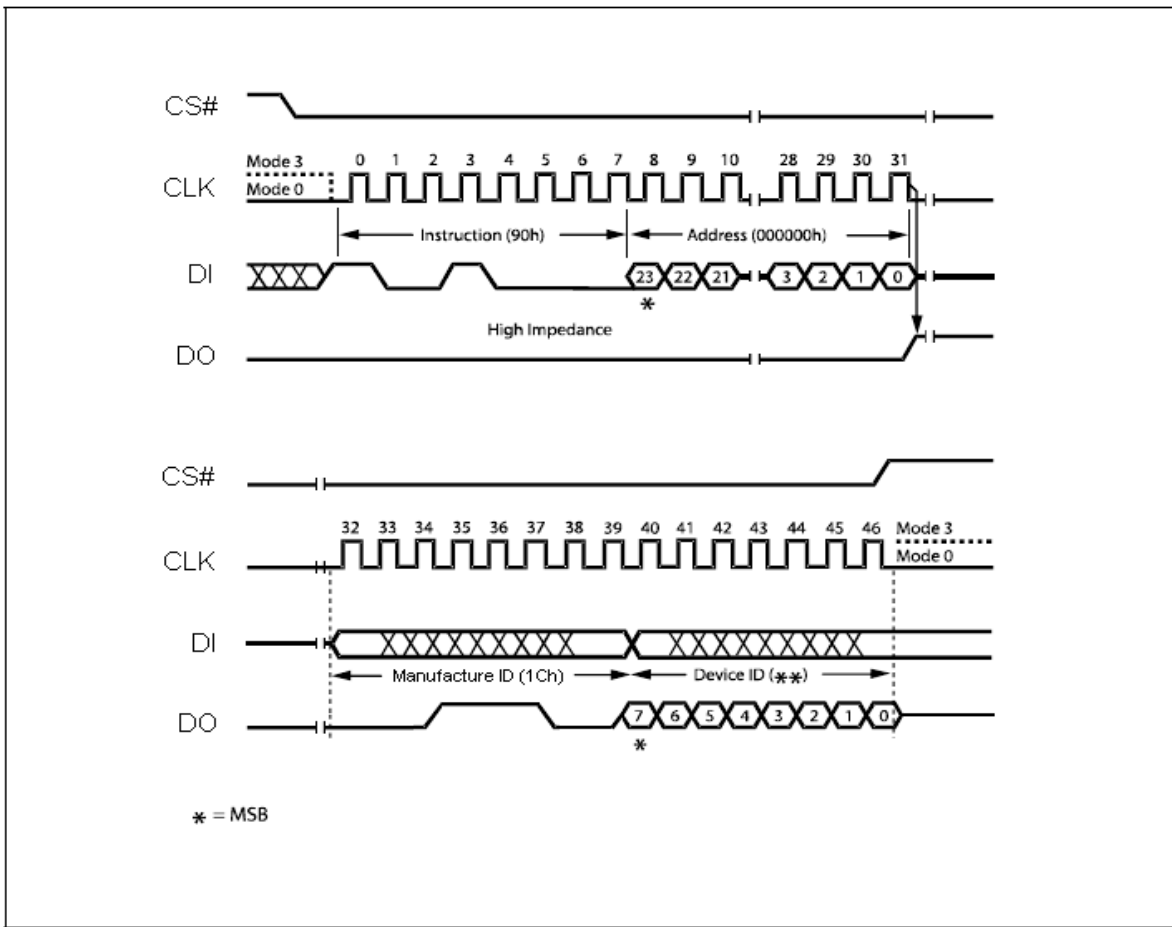 CS#
Mode 3
0 1 2 3 4 5 6 7 8 9 10 28 29 30 31
CLK
Mode 0
Instruction (90h)
Address (000000h)
DI
23 22 21 3 2 1 0
*
High Impedance
DO
CS#
32 33 34 35 36 37 38 39 40 41 42 43 44 45 46
Mode 3
CLK
Mode 0
DI
Manufacture ID (1Ch)
Device ID (**)
DO
7 6 5 4 3 2 1 0
*
* = MSB